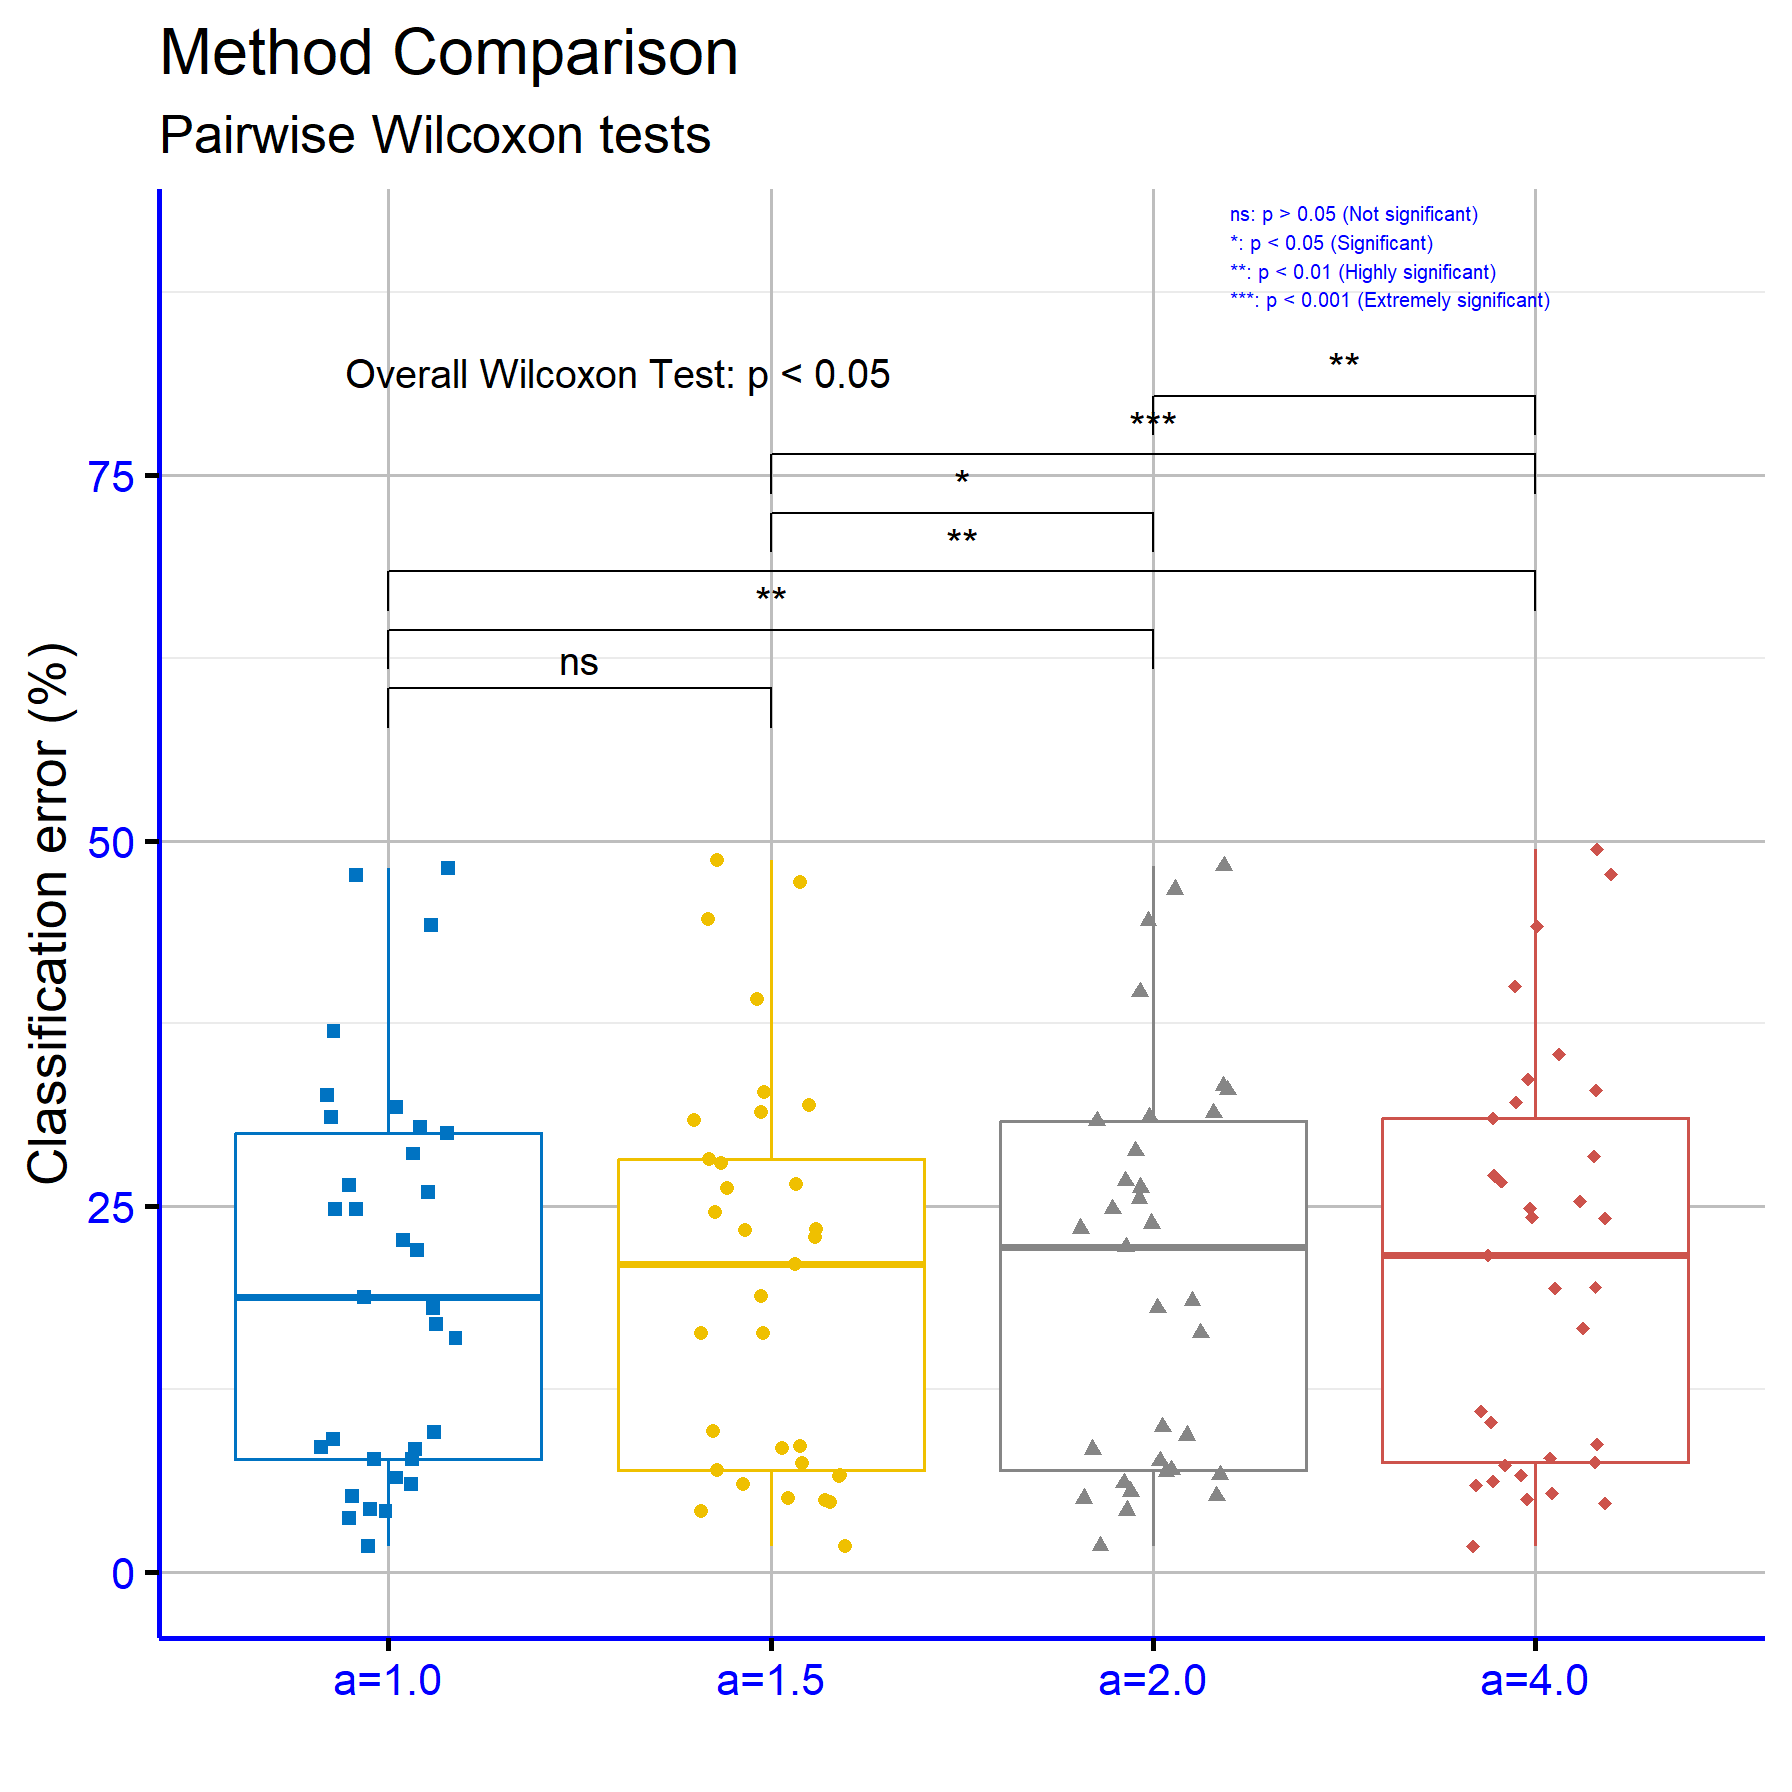 Method Comparison
Pairwise Wilcoxon tests
ns: p > 0.05 (Not significant)
*: p < 0.05 (Significant)
**: p < 0.01 (Highly significant)
***: p < 0.001 (Extremely significant)
Overall Wilcoxon Test: p < 0.05
**
***
*
**
**
ns
Classification error (%)
75
50
25
0
a=1.0
a=1.5
a=2.0
a=4.0